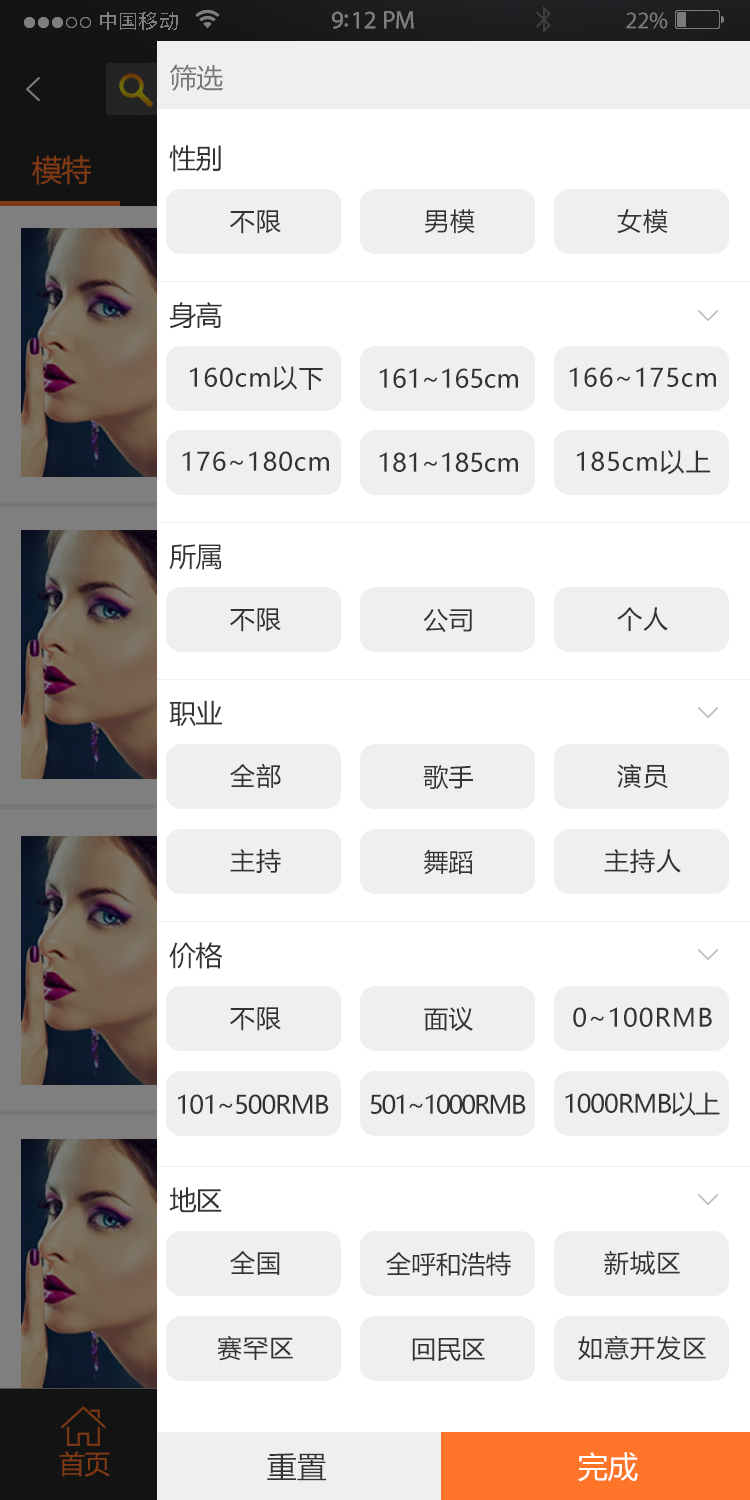 中国移动 9:12 PM 22%
筛选
模特
性别
不限 男模 女模
身高
160cm以下 161~165cm 166~175cm
176~180cm 181~185cm 185cm以上
所属
不限 公司 个人
职业
全部 歌手 演员
主持 舞蹈 主持人
价格
不限 面议 0~100RMB
101~500RMB 501~1000RMB 1000RMB以上
地区
全国 全呼和浩特 新城区
赛罕区 回民区 如意开发区
首页 重置 完成